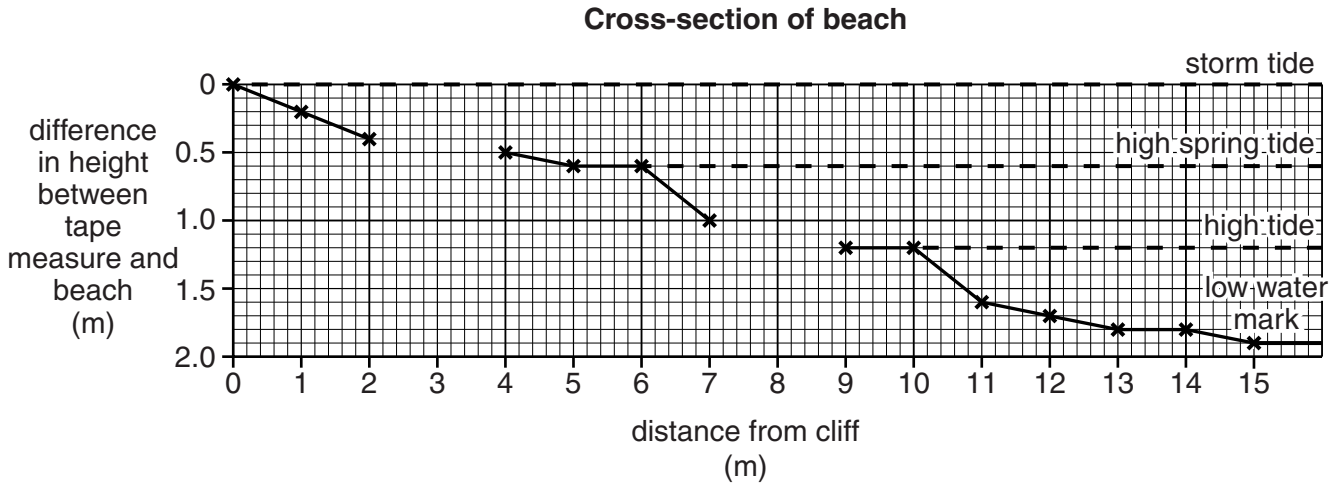 Cross-section of beach
storm tide
high spring tide
high tide
low water
mark
difference
in height
between
tape
measure and
beach
(m)
0
0.5
1.0
1.5
2.0
0 1 2 3 4 5 6 7 8 9 10 11 12 13 14 15
distance from cliff
(m)